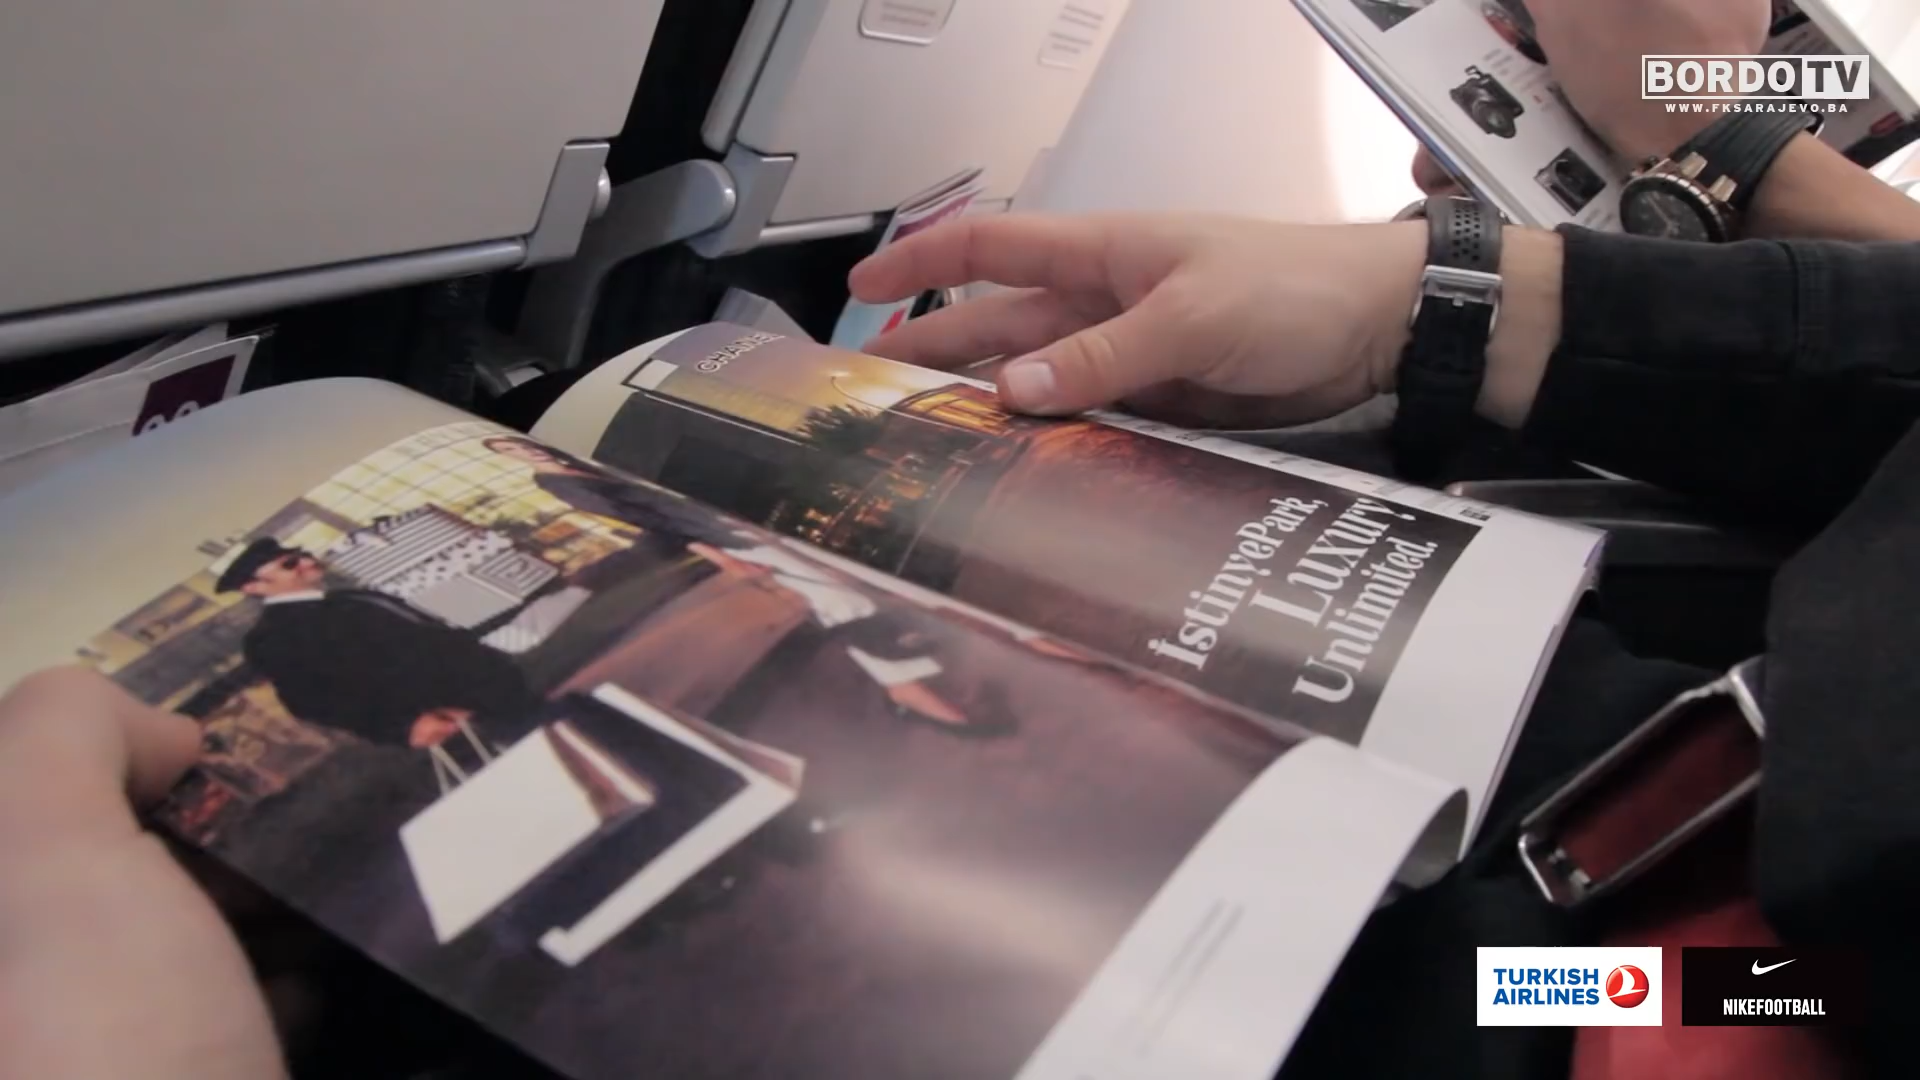 BORDO TV
WWW.FKSARAJEVO.BA
CHANEL
İstinyePark,
Luxury
Unlimited.
TURKISH
AIRLINES
NIKEFOOTBALL